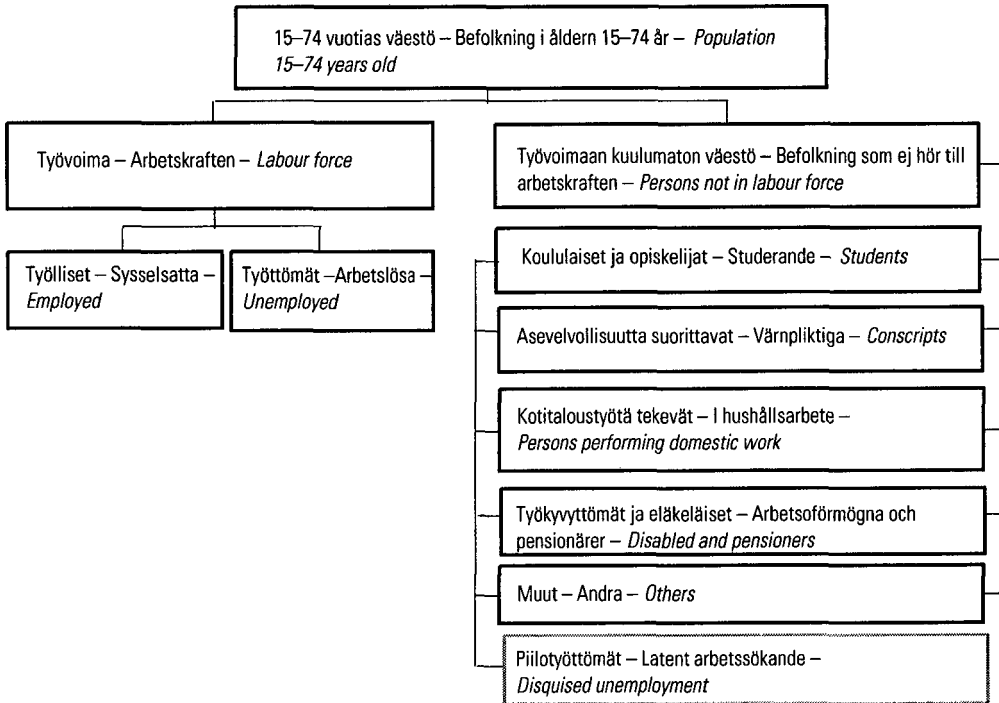 15–74 vuotias väestö – Befolkning i åldern 15–74 år – Population
15–74 years old
Työvoima – Arbetskraften – Labour force
Työvoimaan kuulumaton väestö – Befolkning som ej hör till
arbetskraften – Persons not in labour force
Työlliset – Sysselsatta –
Employed
Työttömät –Arbetslösa –
Unemployed
Koululaiset ja opiskelijat – Studerande – Students
Asevelvollisuutta suorittavat – Värnpliktiga – Conscripts
Kotitaloustyötä tekevät – I hushållsarbete –
Persons performing domestic work
Työkyvyttömät ja eläkeläiset – Arbetsoförmögna och
pensionärer – Disabled and pensioners
Muut – Andra – Others
Piilotyöttömät – Latent arbetssökande –
Disquised unemployment